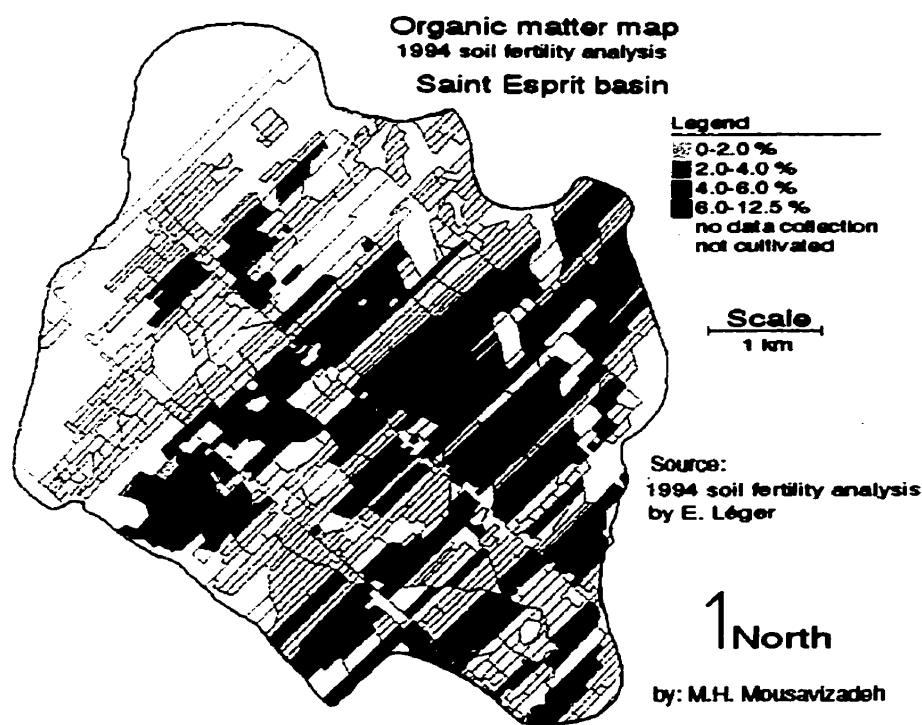 Organic matter map
1994 soil fertility analysis
Saint Esprit basin
Legend
0-2.0 %
2.0-4.0 %
4.0-6.0 %
6.0-12.5 %
no data collection
not cultivated
Scale
1 km
Source:
1994 soil fertility analysis
by E. Léger
North
by: M.H. Mousavizadeh